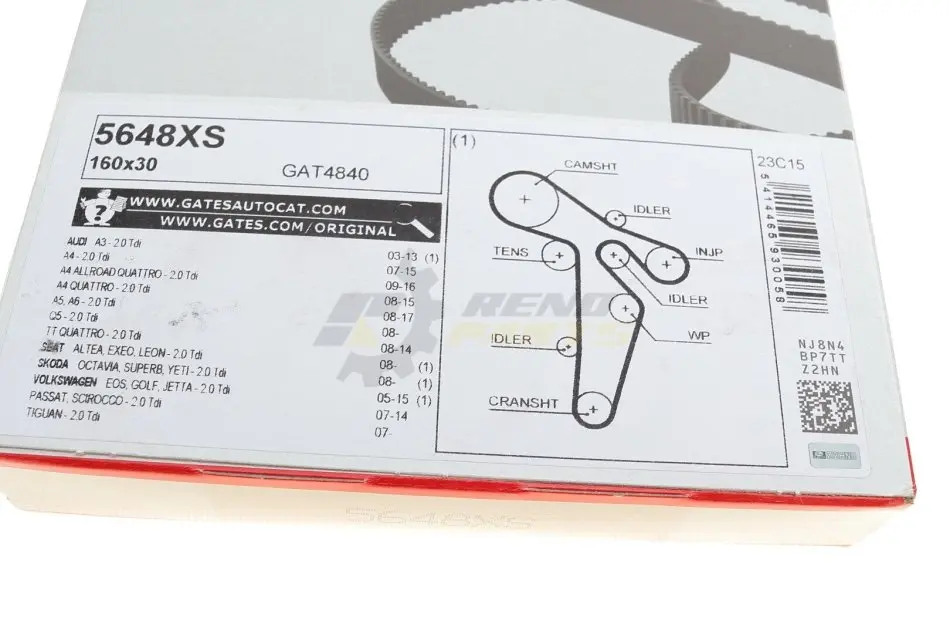 5648XS
160x30
GAT4840
WWW.GATESAUTOCAT.COM
WWW.GATES.COM/ORIGINAL
AUDI A3 - 2.0 Tdi 03-13 (1)
A4 - 2.0 Tdi 07-15
A4 ALLROAD QUATTRO - 2.0 Tdi 09-16
A4 QUATTRO - 2.0 Tdi 08-15
A5, A6 - 2.0 Tdi 08-17
Q5 - 2.0 Tdi 08-
TT QUATTRO - 2.0 Tdi 08-14
SEAT ALTEA, EXEO, LEON - 2.0 Tdi 08- (1)
SKODA OCTAVIA, SUPERB, YETI - 2.0 Tdi 08- (1)
VOLKSWAGEN EOS, GOLF, JETTA - 2.0 Tdi 05-15 (1)
PASSAT, SCIROCCO - 2.0 Tdi 07-14
TIGUAN - 2.0 Tdi 07-
(1)
CAMSHT
IDLER
TENS
INJP
IDLER
WP
IDLER
CRANSHT
23C15
5 414465 930058
NJ8N4
BP7TT
Z2HN
5648XS
PARTS